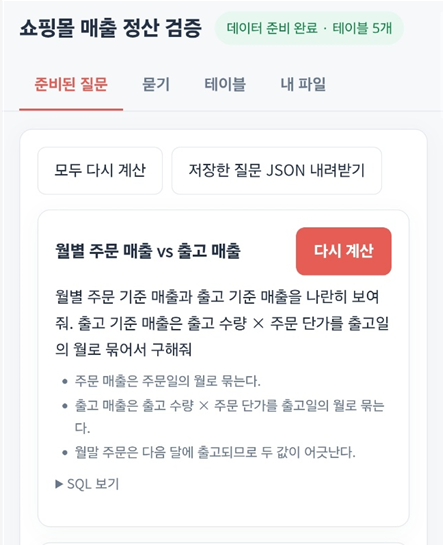 쇼핑몰 매출 정산 검증
데이터 준비 완료 · 테이블 5개
준비된 질문
묻기
테이블
내 파일
모두 다시 계산
저장한 질문 JSON 내려받기
월별 주문 매출 vs 출고 매출
다시 계산
월별 주문 기준 매출과 출고 기준 매출을 나란히 보여
줘. 출고 기준 매출은 출고 수량 × 주문 단가를 출고일
의 월로 묶어서 구해줘
• 주문 매출은 주문일의 월로 묶는다.
• 출고 매출은 출고 수량 × 주문 단가를 출고일의 월로 묶는
다.
• 월말 주문은 다음 달에 출고되므로 두 값이 어긋난다.
▶ SQL 보기